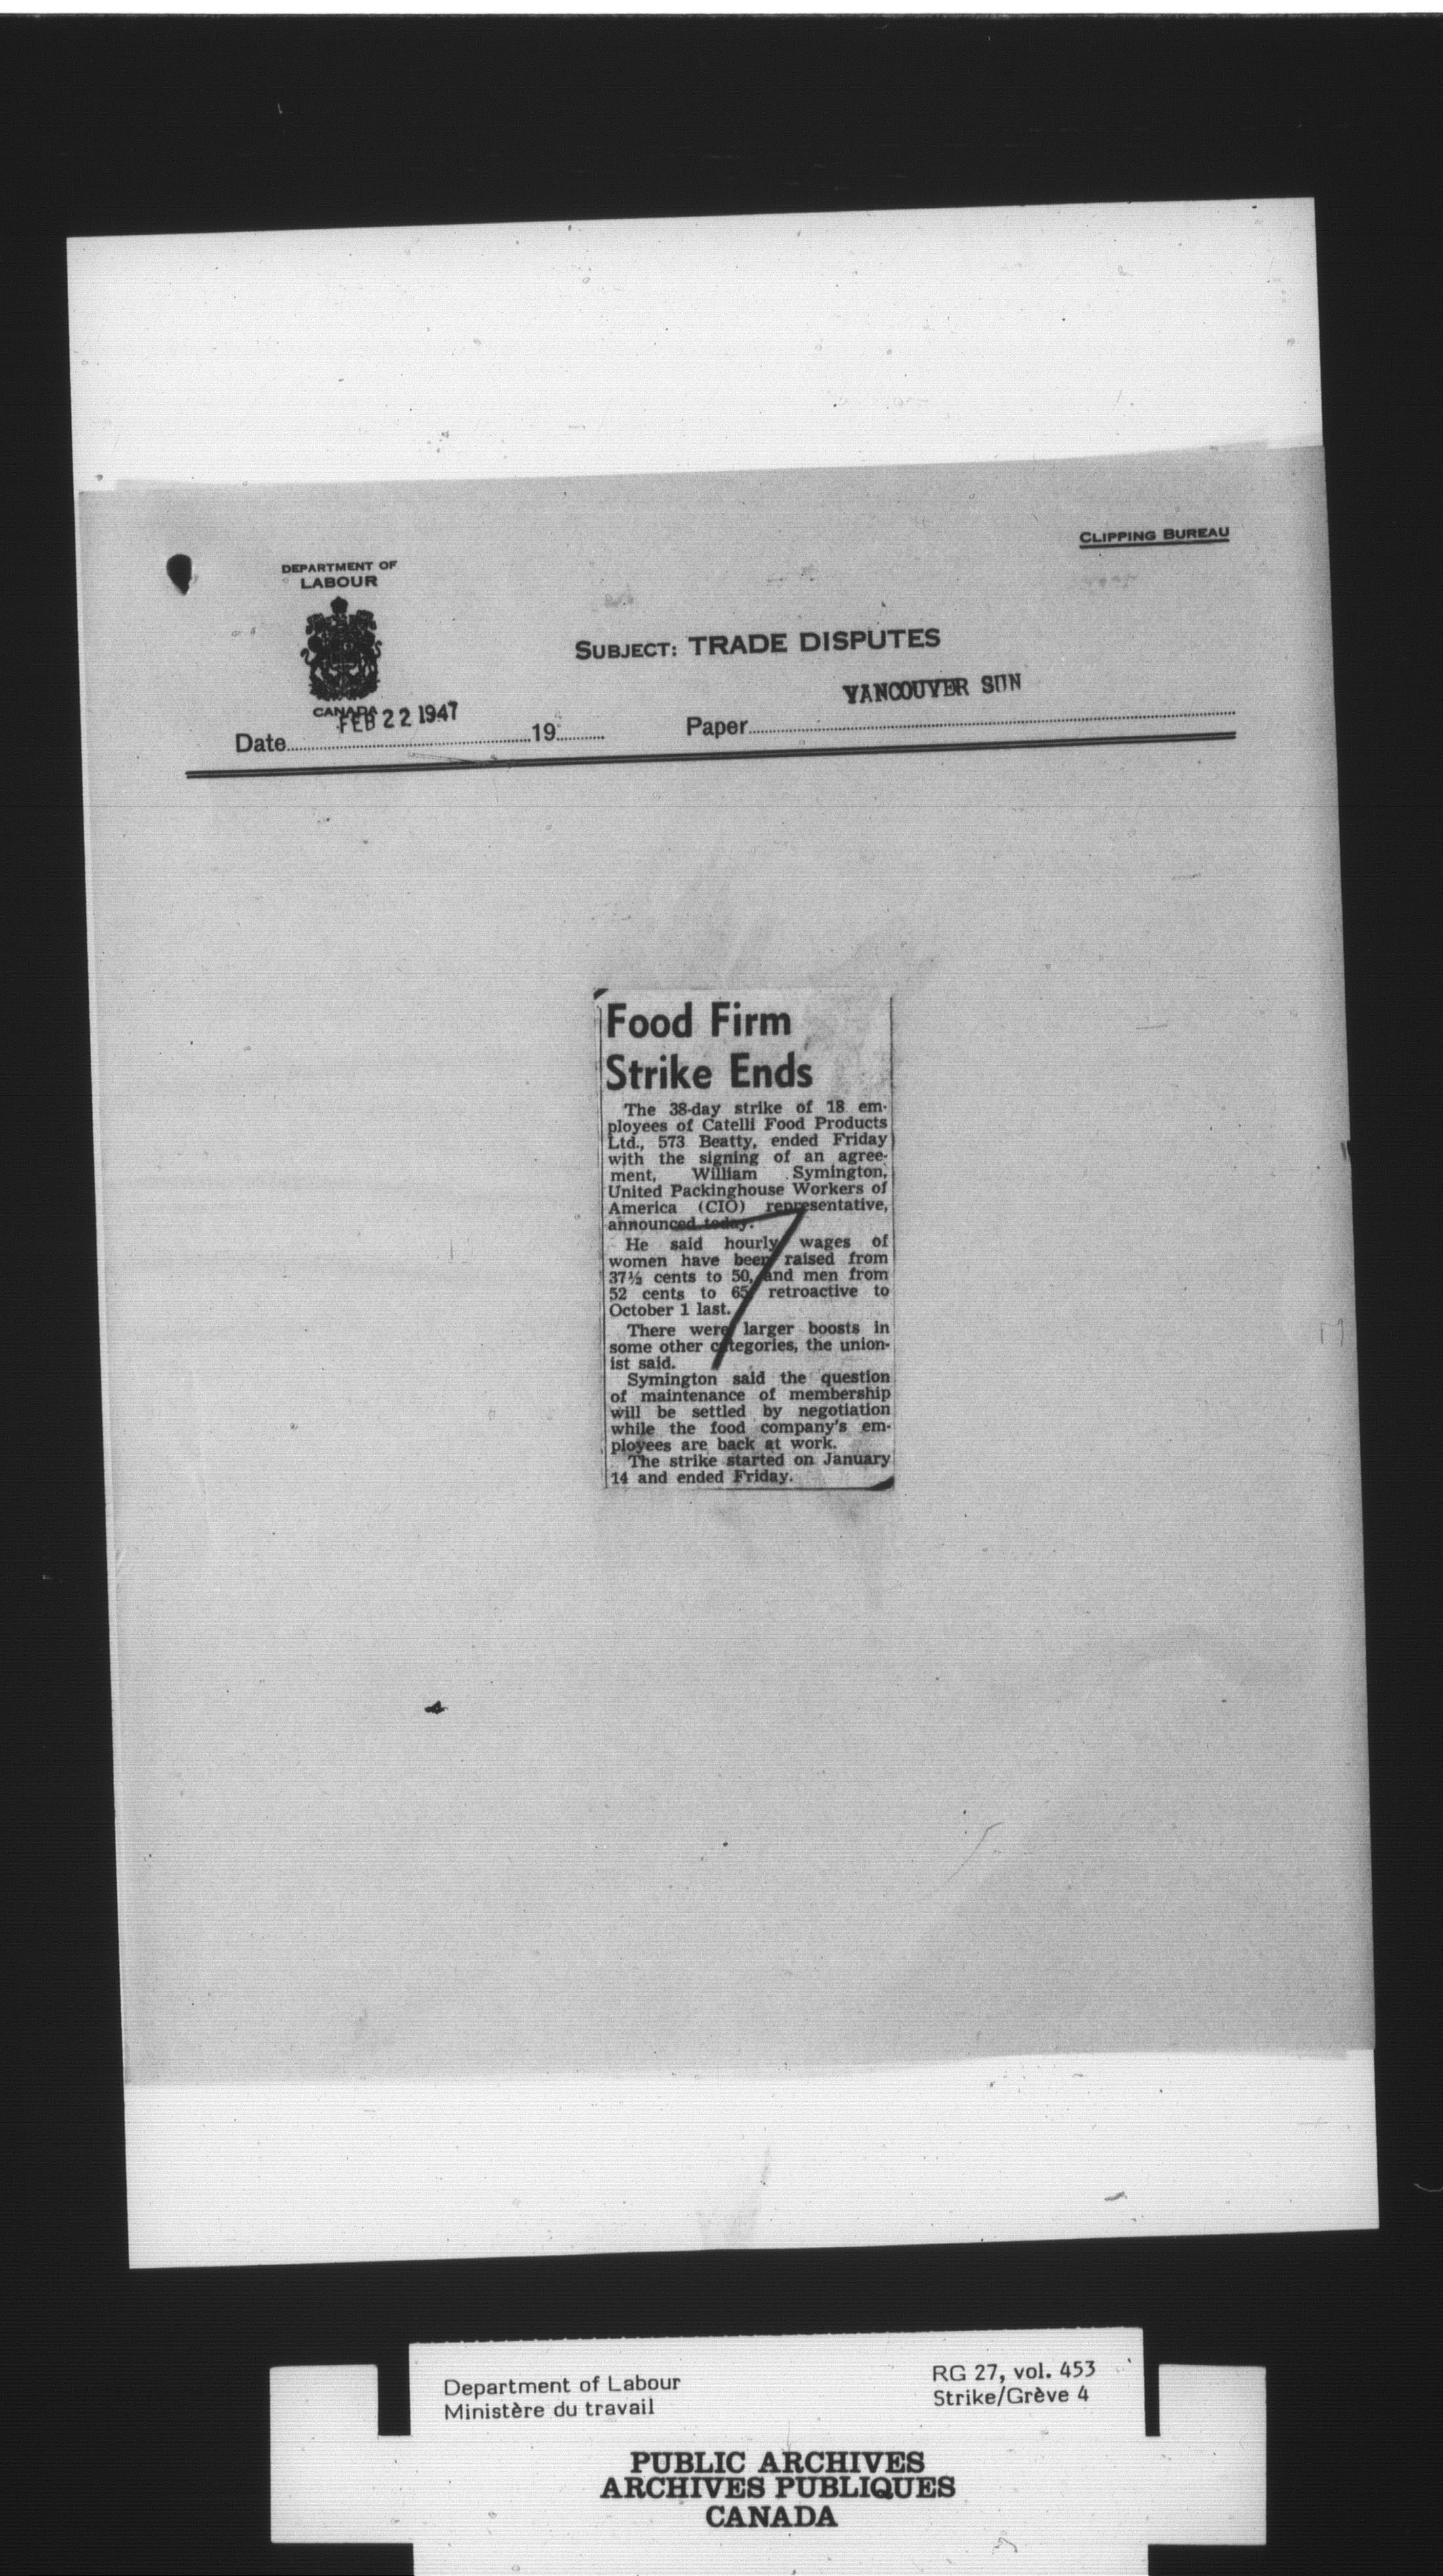 CLIPPING BUREAU
DEPARTMENT OF
LABOUR
CANADA
SUBJECT: TRADE DISPUTES
VANCOUVER SUN
FEB 22 1947
Date 19 Paper
Food Firm
Strike Ends
The 38-day strike of 18 em-
ployees of Catelli Food Products
Ltd., 573 Beatty, ended Friday
with the signing of an agree-
ment, William Symington,
United Packinghouse Workers of
America (CIO) representative,
announced today.
He said hourly wages of
women have been raised from
37½ cents to 50, and men from
52 cents to 65, retroactive to
October 1 last.
There were larger boosts in
some other categories, the union-
ist said.
Symington said the question
of maintenance of membership
will be settled by negotiation
while the food company's em-
ployees are back at work.
The strike started on January
14 and ended Friday.
Department of Labour
Ministère du travail
RG 27, vol. 453
Strike/Grève 4
PUBLIC ARCHIVES
ARCHIVES PUBLIQUES
CANADA